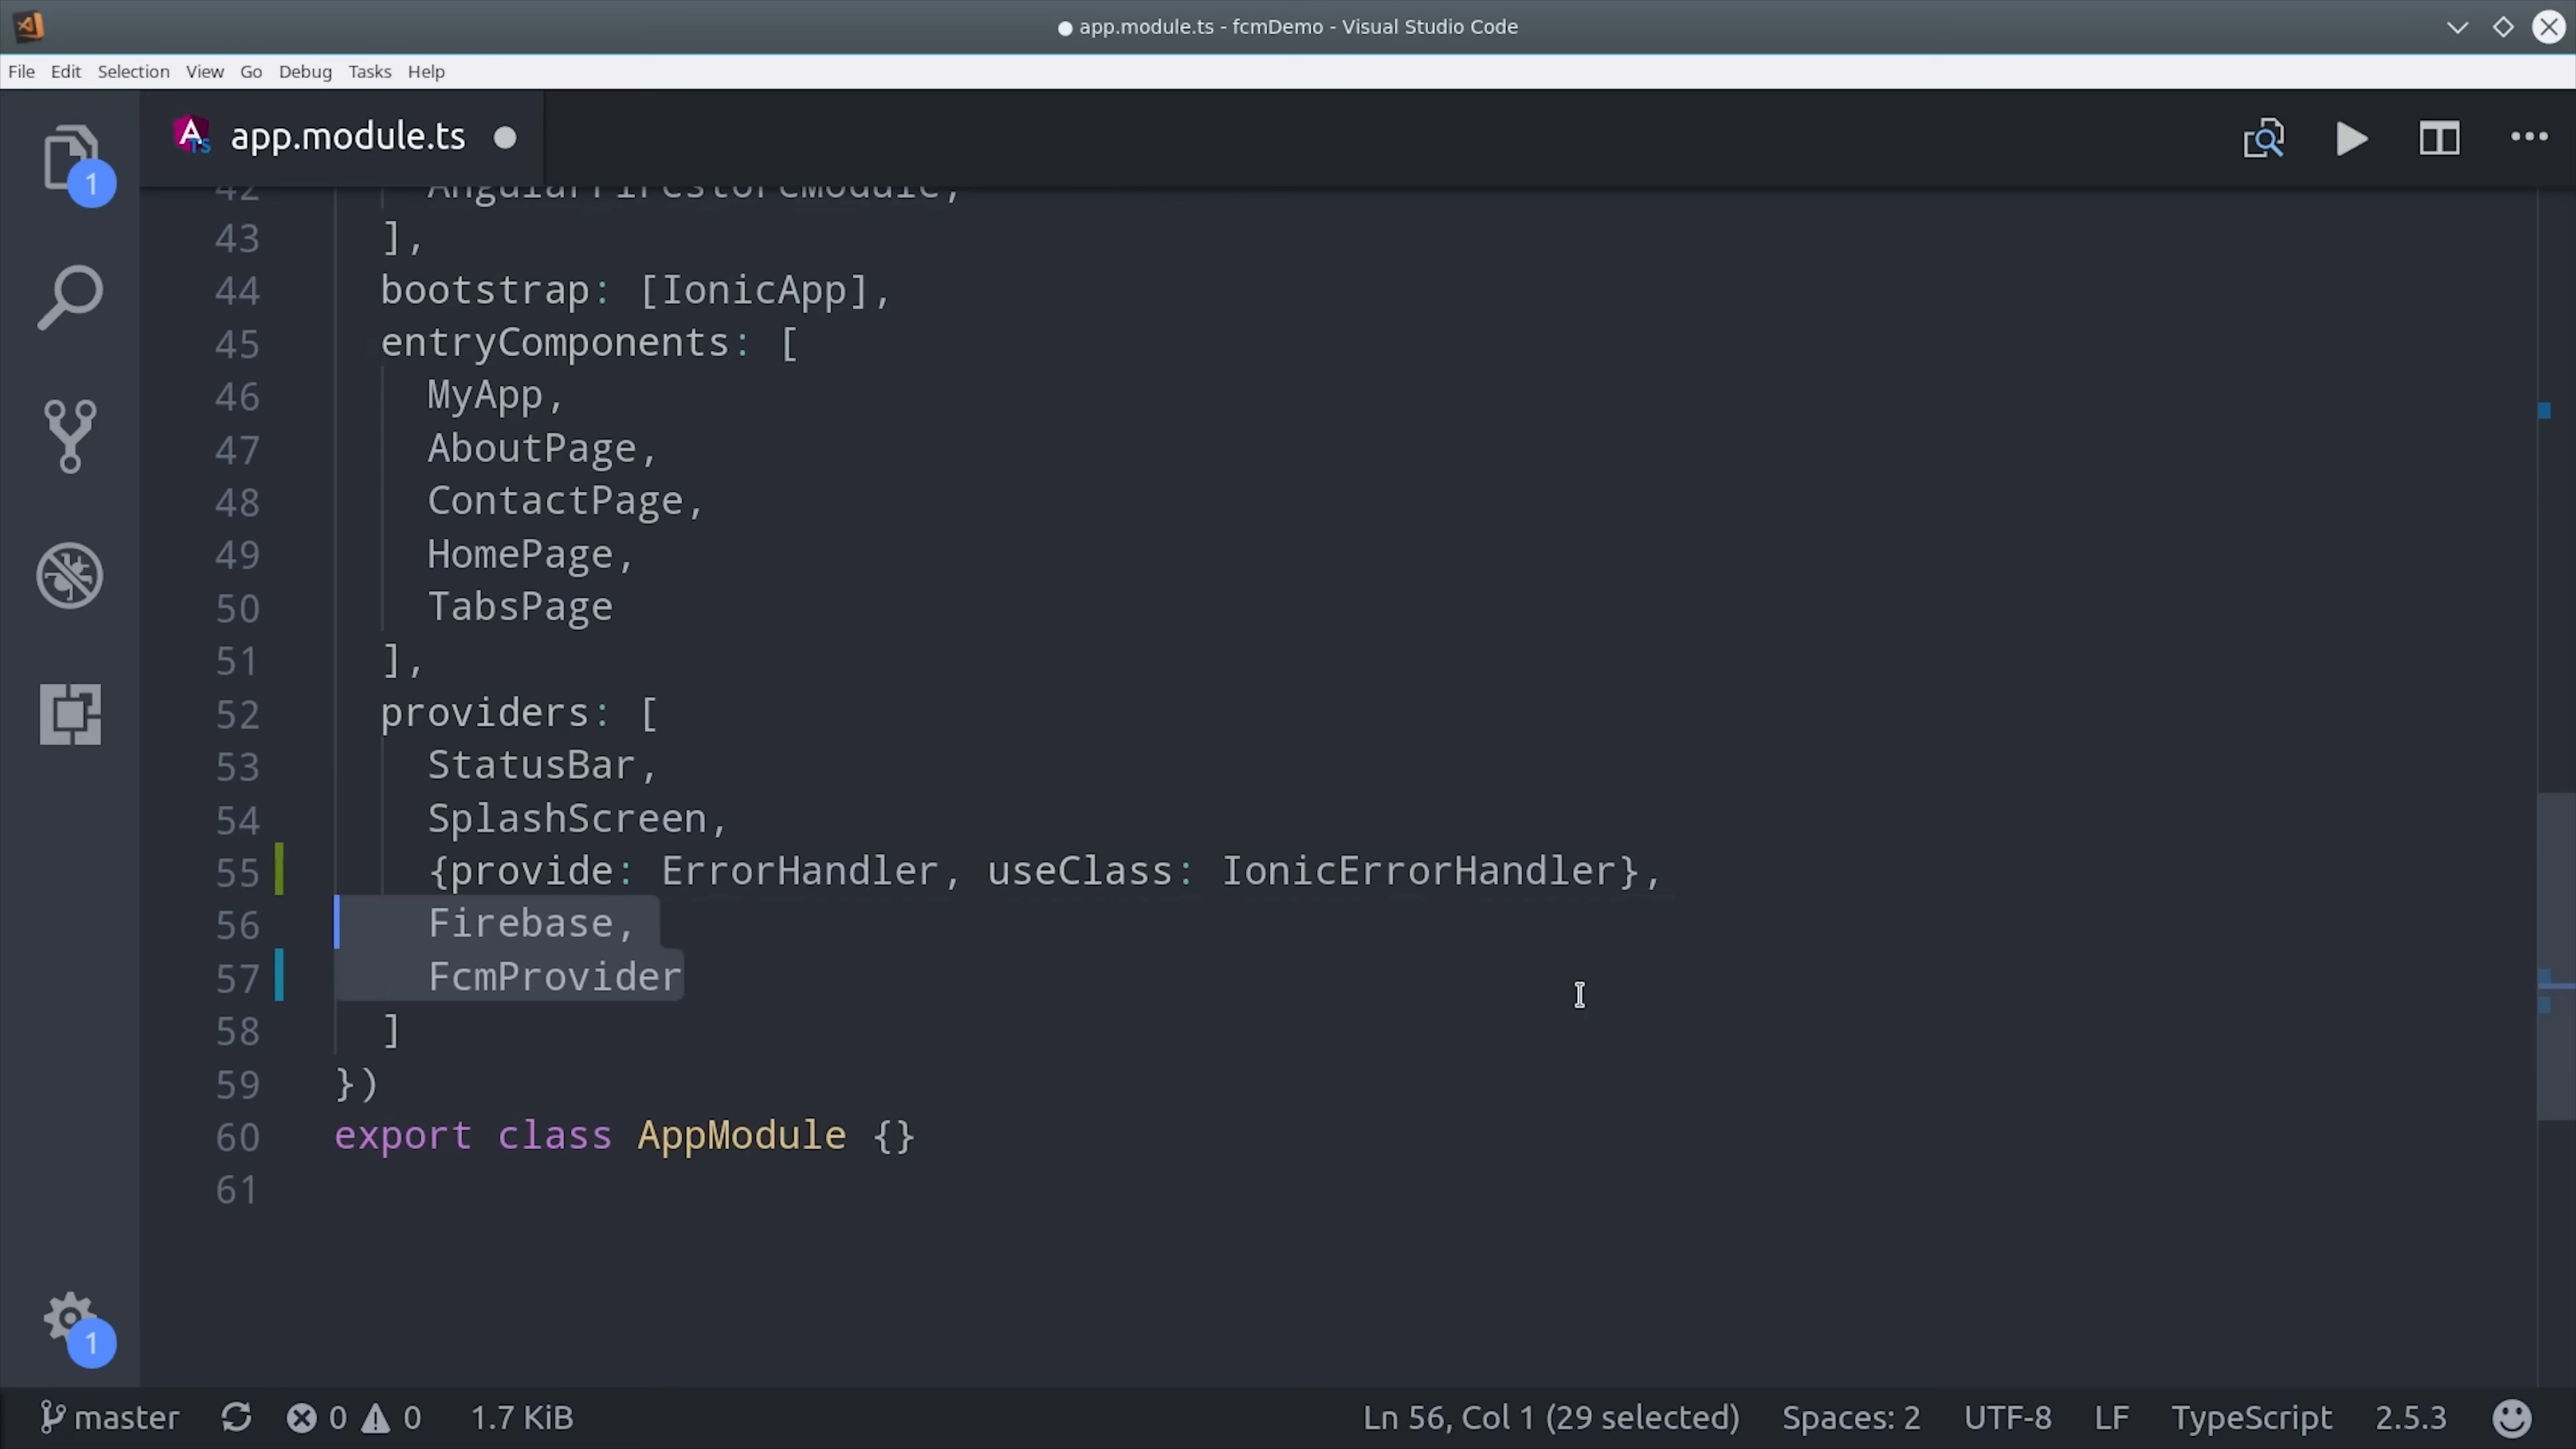 app.module.ts - fcmDemo - Visual Studio Code
File Edit Selection View Go Debug Tasks Help
1
app.module.ts
42 AngularFirestoreModule,
43 ],
44 bootstrap: [IonicApp],
45 entryComponents: [
46 MyApp,
47 AboutPage,
48 ContactPage,
49 HomePage,
50 TabsPage
51 ],
52 providers: [
53 StatusBar,
54 SplashScreen,
55 {provide: ErrorHandler, useClass: IonicErrorHandler},
56 Firebase,
57 FcmProvider
58 ]
59 })
60 export class AppModule {}
61
1
master 0 0 1.7 KiB Ln 56, Col 1 (29 selected) Spaces: 2 UTF-8 LF TypeScript 2.5.3